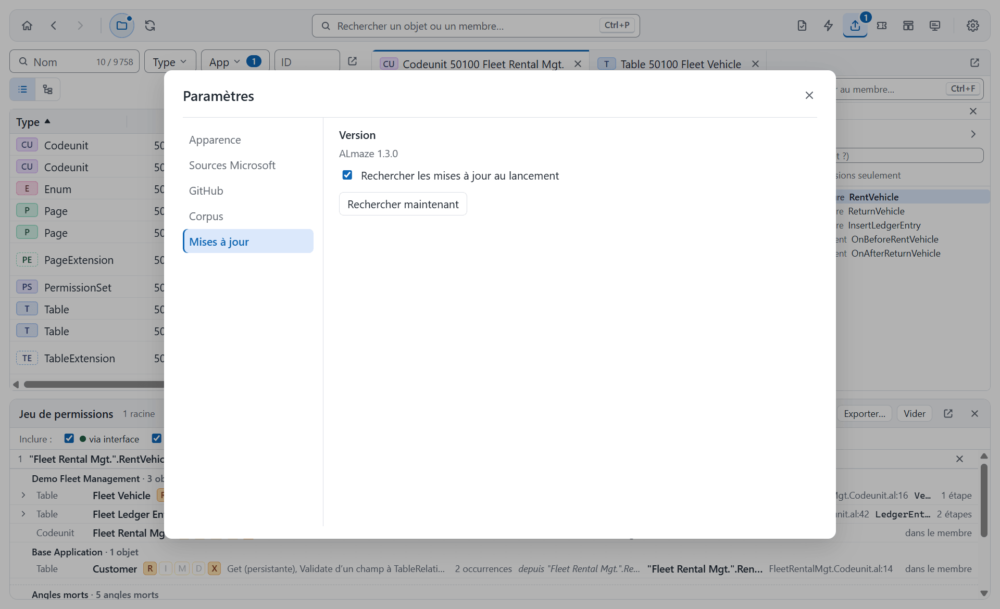 Rechercher un objet ou un membre... Ctrl+P
1
Nom 10 / 9 758 Type App 1 ID
CU Codeunit 50100 Fleet Rental Mgt. T Table 50100 Fleet Vehicle
au membre... Ctrl+F
Paramètres
Apparence
Sources Microsoft
GitHub
Corpus
Mises à jour
Version
ALmaze 1.3.0
Rechercher les mises à jour au lancement
Rechercher maintenant
Type
CU Codeunit 50
CU Codeunit 50
E Enum 50
P Page 50
P Page 50
PE PageExtension 50
PS PermissionSet 50
T Table 50
T Table 50
TE TableExtension 50
t ?)
sions seulement
re RentVehicle
re ReturnVehicle
re InsertLedgerEntry
ent OnBeforeRentVehicle
ent OnAfterReturnVehicle
Jeu de permissions 1 racine Exporter... Vider
Inclure : via interface
1 "Fleet Rental Mgt.".RentVehic
Demo Fleet Management · 3 ob
Table Fleet Vehicle R Mgt.Codeunit.al:16 Ve... 1 étape
Table Fleet Ledger En nit.al:42 LedgerEnt... 2 étapes
Codeunit Fleet Rental Mg dans le membre
Base Application · 1 objet
Table Customer R I M D X Get (persistante), Validate d’un champ à TableRelati... 2 occurrences depuis "Fleet Rental Mgt.".Re... "Fleet Rental Mgt.".Ren... FleetRentalMgt.Codeunit.al:14 dans le membre
Angles morts · 5 angles morts